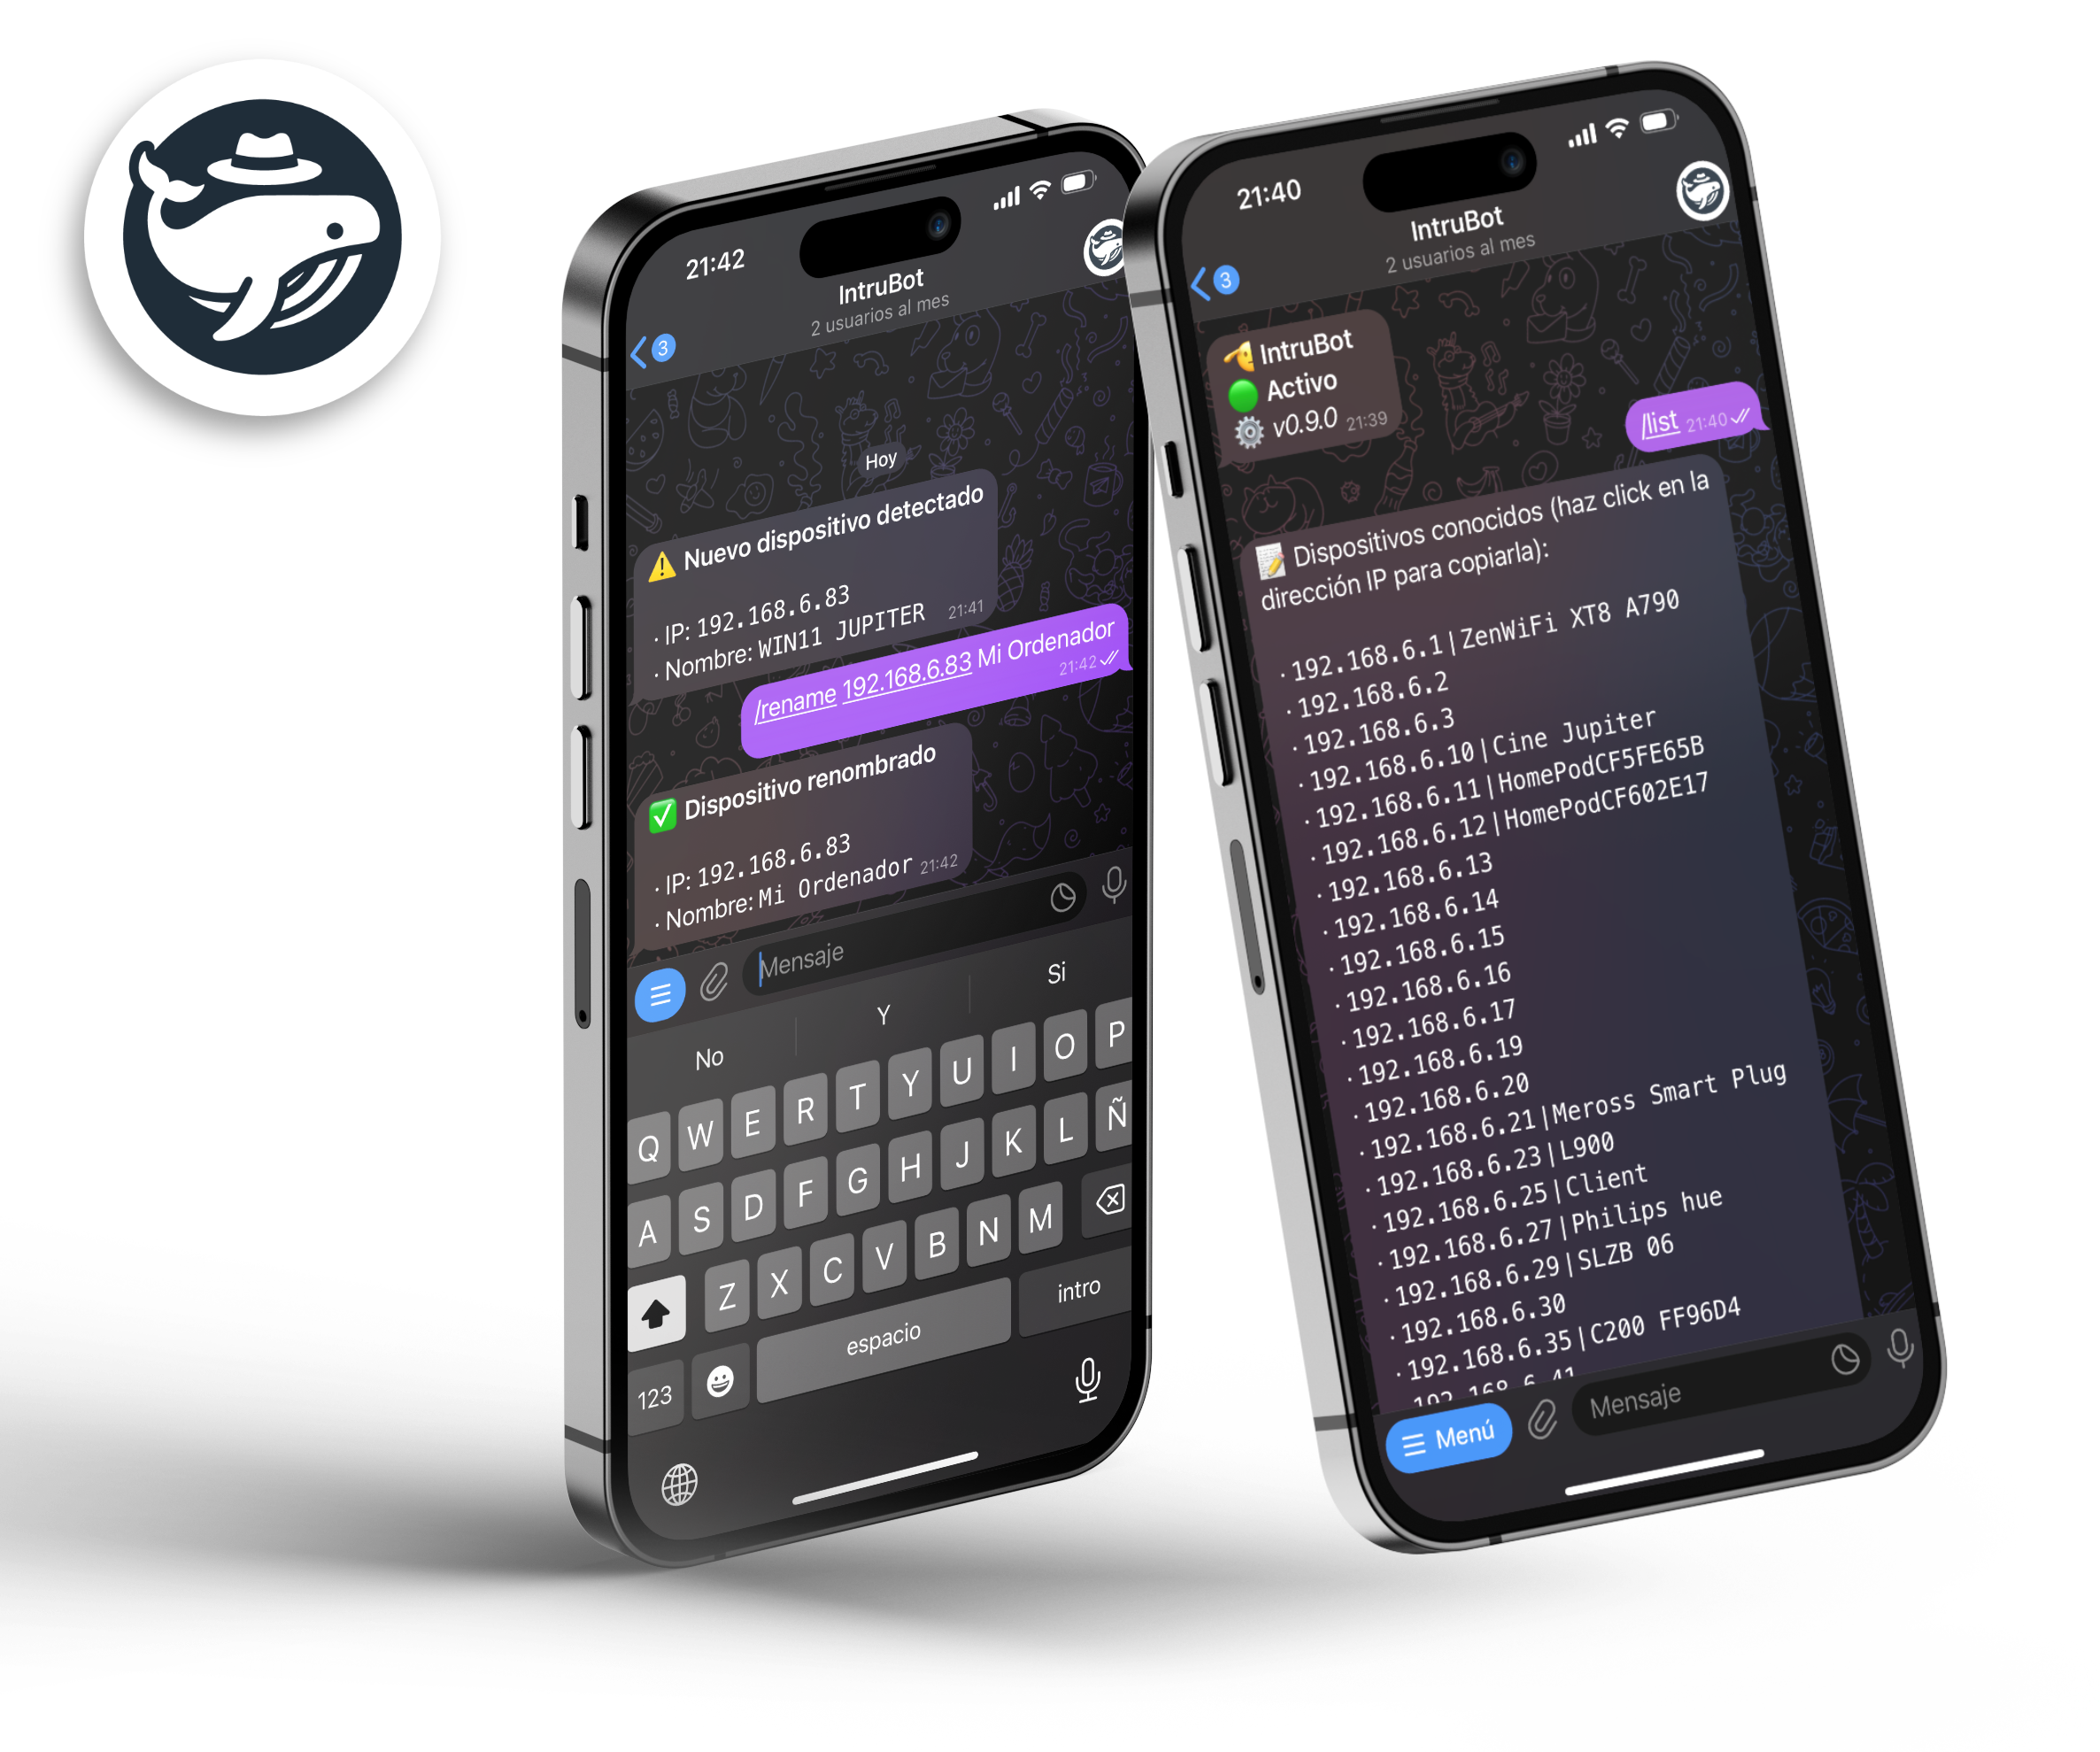 21:42
IntruBot
2 usuarios al mes
3
Hoy
⚠️ Nuevo dispositivo detectado
· IP: 192.168.6.83
· Nombre: WIN11 JUPITER 21:41
/rename 192.168.6.83 Mi Ordenador
21:42
✅ Dispositivo renombrado
· IP: 192.168.6.83
· Nombre: Mi Ordenador 21:42
Mensaje
No Y Si
Q W E R T Y U I O P
A S D F G H J K L Ñ
Z X C V B N M
123 espacio intro
21:40
IntruBot
2 usuarios al mes
3
IntruBot
Activo
v0.9.0 21:39
/list 21:40
📝 Dispositivos conocidos (haz click en la
dirección IP para copiarla):
· 192.168.6.1|ZenWiFi XT8 A790
· 192.168.6.2
· 192.168.6.3
· 192.168.6.10|Cine Jupiter
· 192.168.6.11|HomePodCF5FE65B
· 192.168.6.12|HomePodCF602E17
· 192.168.6.13
· 192.168.6.14
· 192.168.6.15
· 192.168.6.16
· 192.168.6.17
· 192.168.6.19
· 192.168.6.20
· 192.168.6.21|Meross Smart Plug
· 192.168.6.23|L900
· 192.168.6.25|Client
· 192.168.6.27|Philips hue
· 192.168.6.29|SLZB 06
· 192.168.6.30
· 192.168.6.35|C200 FF96D4
192.168.6.41
Menú Mensaje